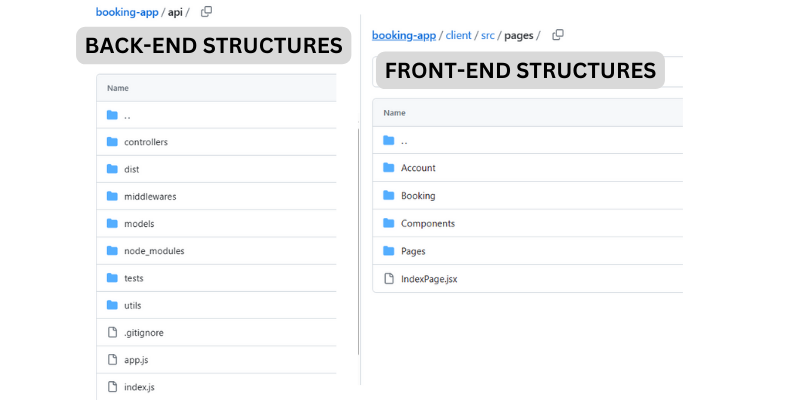 booking-app / api /
BACK-END STRUCTURES
Name
..
controllers
dist
middlewares
models
node_modules
tests
utils
.gitignore
app.js
index.js
booking-app / client / src / pages /
FRONT-END STRUCTURES
Name
..
Account
Booking
Components
Pages
IndexPage.jsx